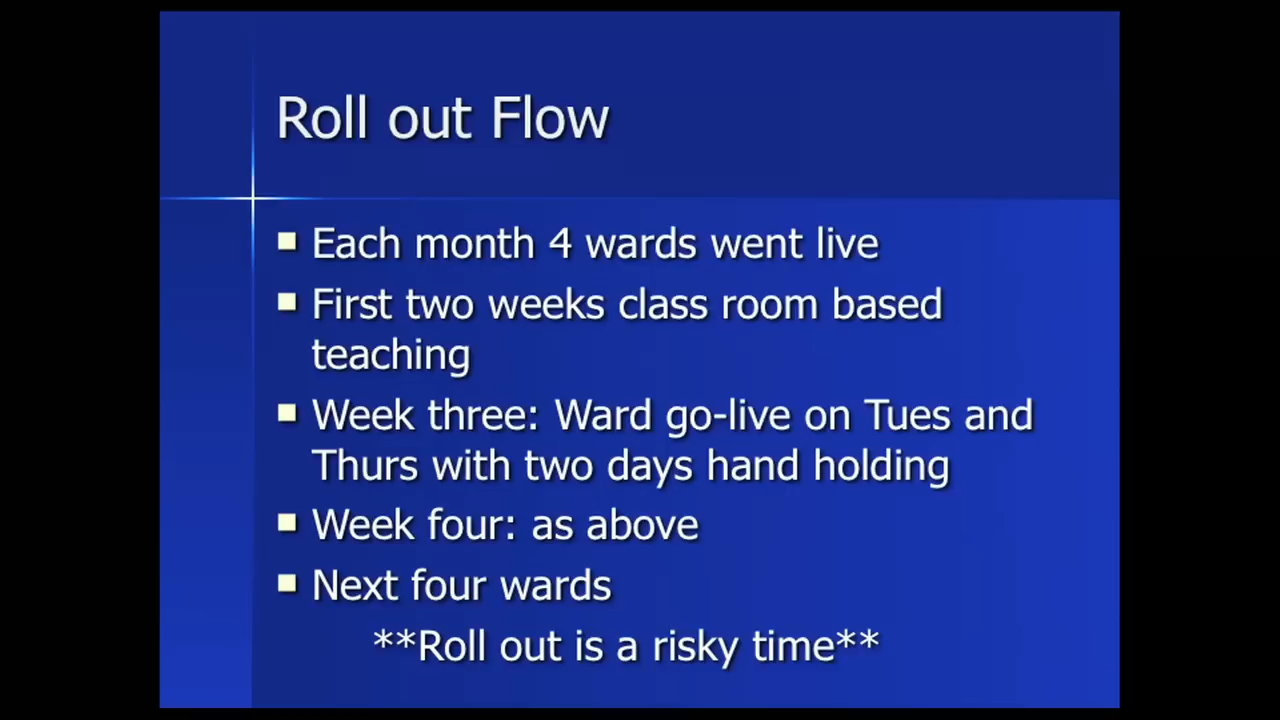 Roll out Flow
Each month 4 wards went live
First two weeks class room based
teaching
Week three: Ward go-live on Tues and
Thurs with two days hand holding
Week four: as above
Next four wards
**Roll out is a risky time**